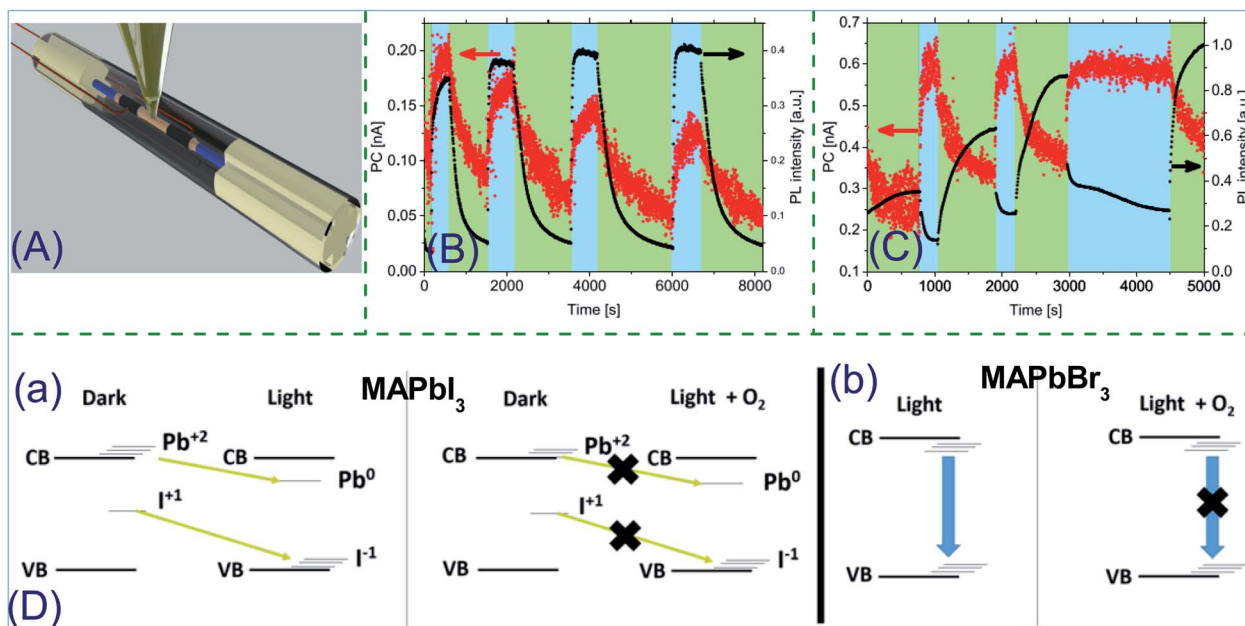 (A)
0.20
0.15
0.10
0.05
0.00
PC [nA]
0.4
0.3
0.2
0.1
0.0
PL intensity [a.u.]
(B)
0 2000 4000 6000 8000
Time [s]
0.7
0.6
0.5
0.4
0.3
0.2
0.1
PC [nA]
1.0
0.8
0.6
0.4
0.2
0.0
PL intensity [a.u.]
(C)
0 1000 2000 3000 4000 5000
Time [s]
(a)
MAPbI3
Dark Light Dark Light + O2
CB Pb+2 CB Pb0
I+1
VB VB I-1
CB Pb+2 CB Pb0
I+1
VB VB I-1
(D)
(b)
MAPbBr3
Light Light + O2
CB CB
VB VB